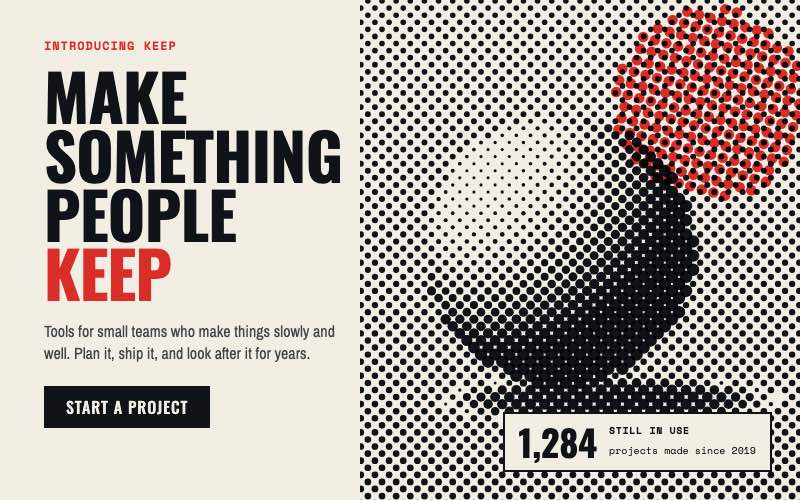 INTRODUCING KEEP
MAKE
SOMETHING
PEOPLE
KEEP
Tools for small teams who make things slowly and
well. Plan it, ship it, and look after it for years.
START A PROJECT
1,284
STILL IN USE
projects made since 2019